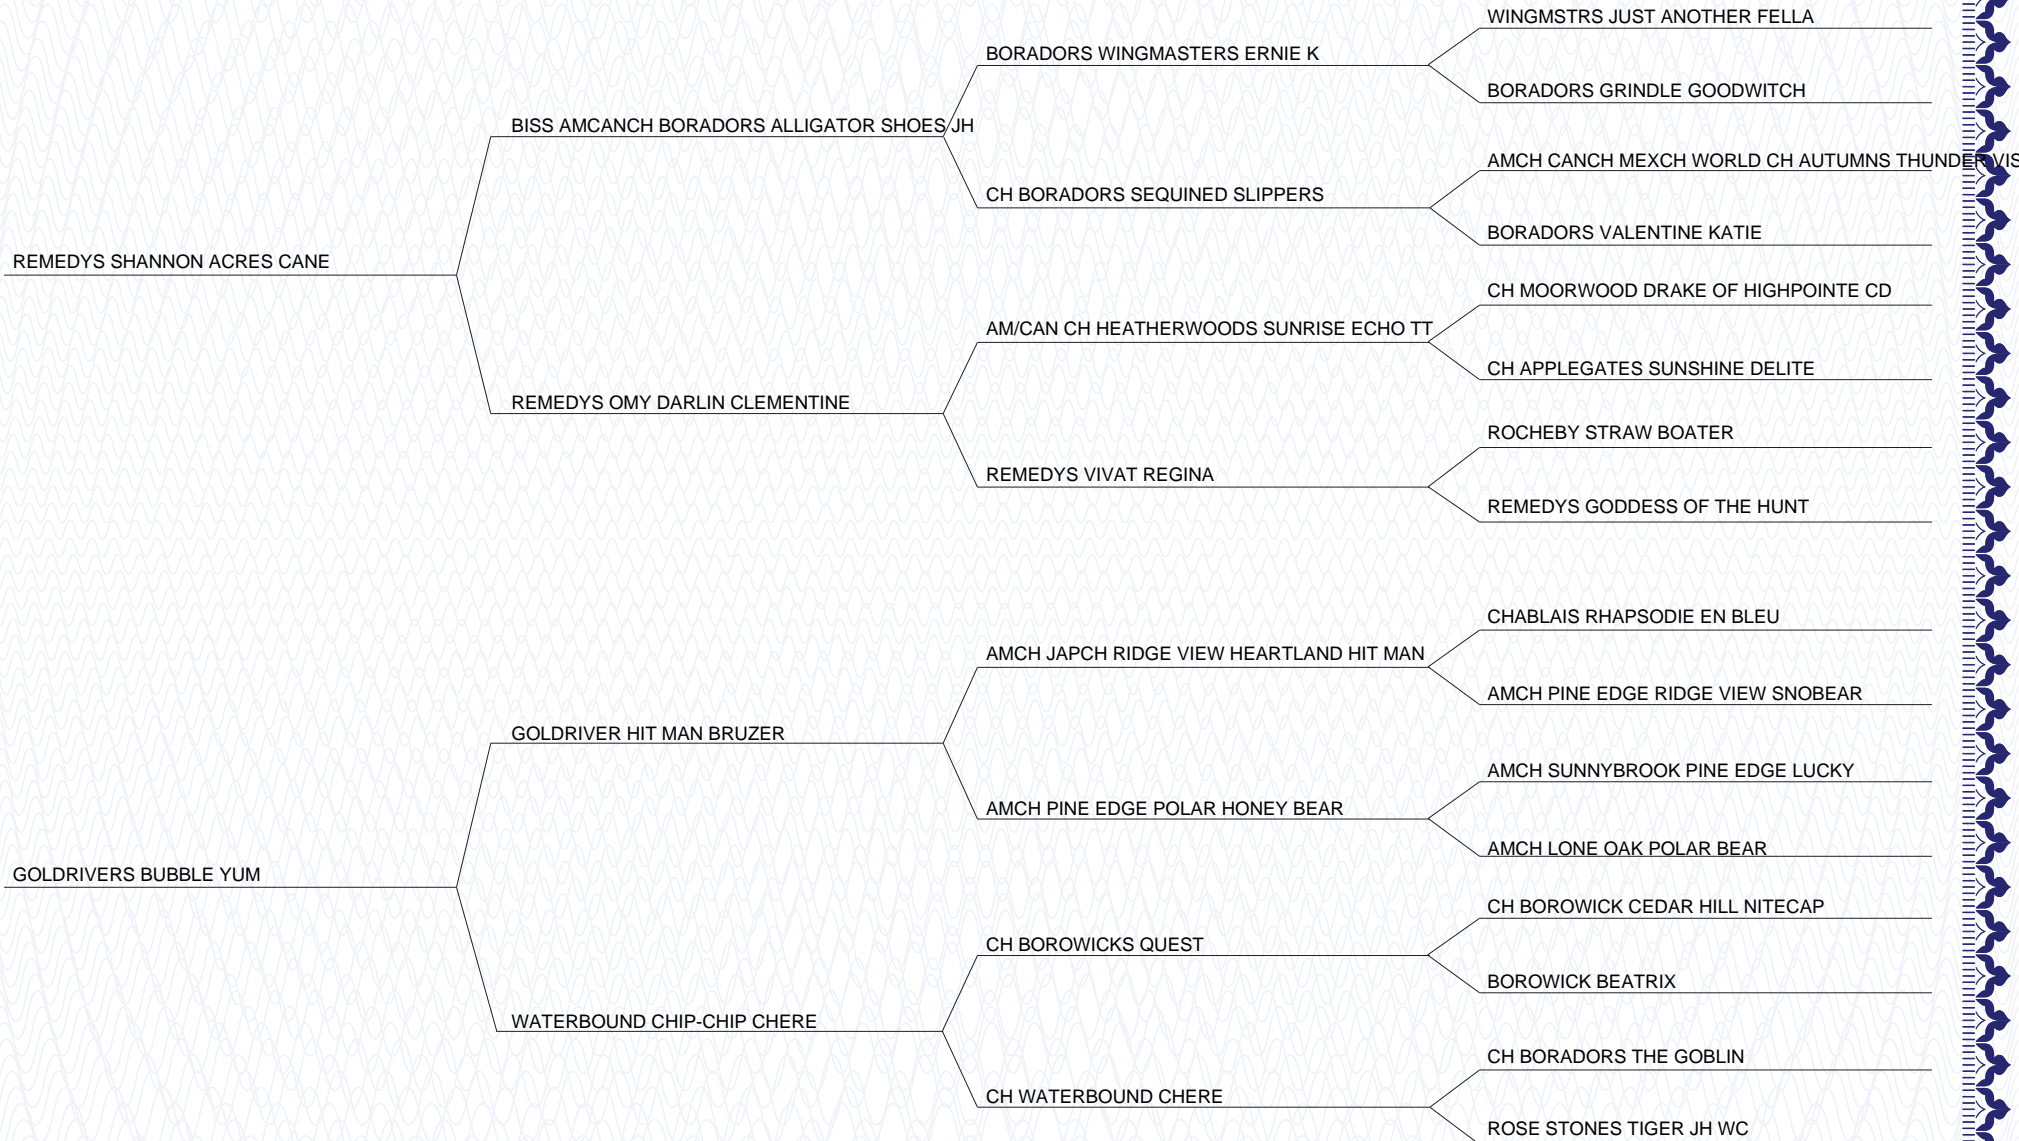 WINGMSTRS JUST ANOTHER FELLA
BORADORS WINGMASTERS ERNIE K
BORADORS GRINDLE GOODWITCH
BISS AMCANCH BORADORS ALLIGATOR SHOES JH
AMCH CANCH MEXCH WORLD CH AUTUMNS THUNDER VIS
CH BORADORS SEQUINED SLIPPERS
BORADORS VALENTINE KATIE
REMEDYS SHANNON ACRES CANE
CH MOORWOOD DRAKE OF HIGHPOINTE CD
AM/CAN CH HEATHERWOODS SUNRISE ECHO TT
CH APPLEGATES SUNSHINE DELITE
REMEDYS OMY DARLIN CLEMENTINE
ROCHEBY STRAW BOATER
REMEDYS VIVAT REGINA
REMEDYS GODDESS OF THE HUNT
CHABLAIS RHAPSODIE EN BLEU
AMCH JAPCH RIDGE VIEW HEARTLAND HIT MAN
AMCH PINE EDGE RIDGE VIEW SNOBEAR
GOLDRIVER HIT MAN BRUZER
AMCH SUNNYBROOK PINE EDGE LUCKY
AMCH PINE EDGE POLAR HONEY BEAR
AMCH LONE OAK POLAR BEAR
GOLDRIVERS BUBBLE YUM
CH BOROWICK CEDAR HILL NITECAP
CH BOROWICKS QUEST
BOROWICK BEATRIX
WATERBOUND CHIP-CHIP CHERE
CH BORADORS THE GOBLIN
CH WATERBOUND CHERE
ROSE STONES TIGER JH WC